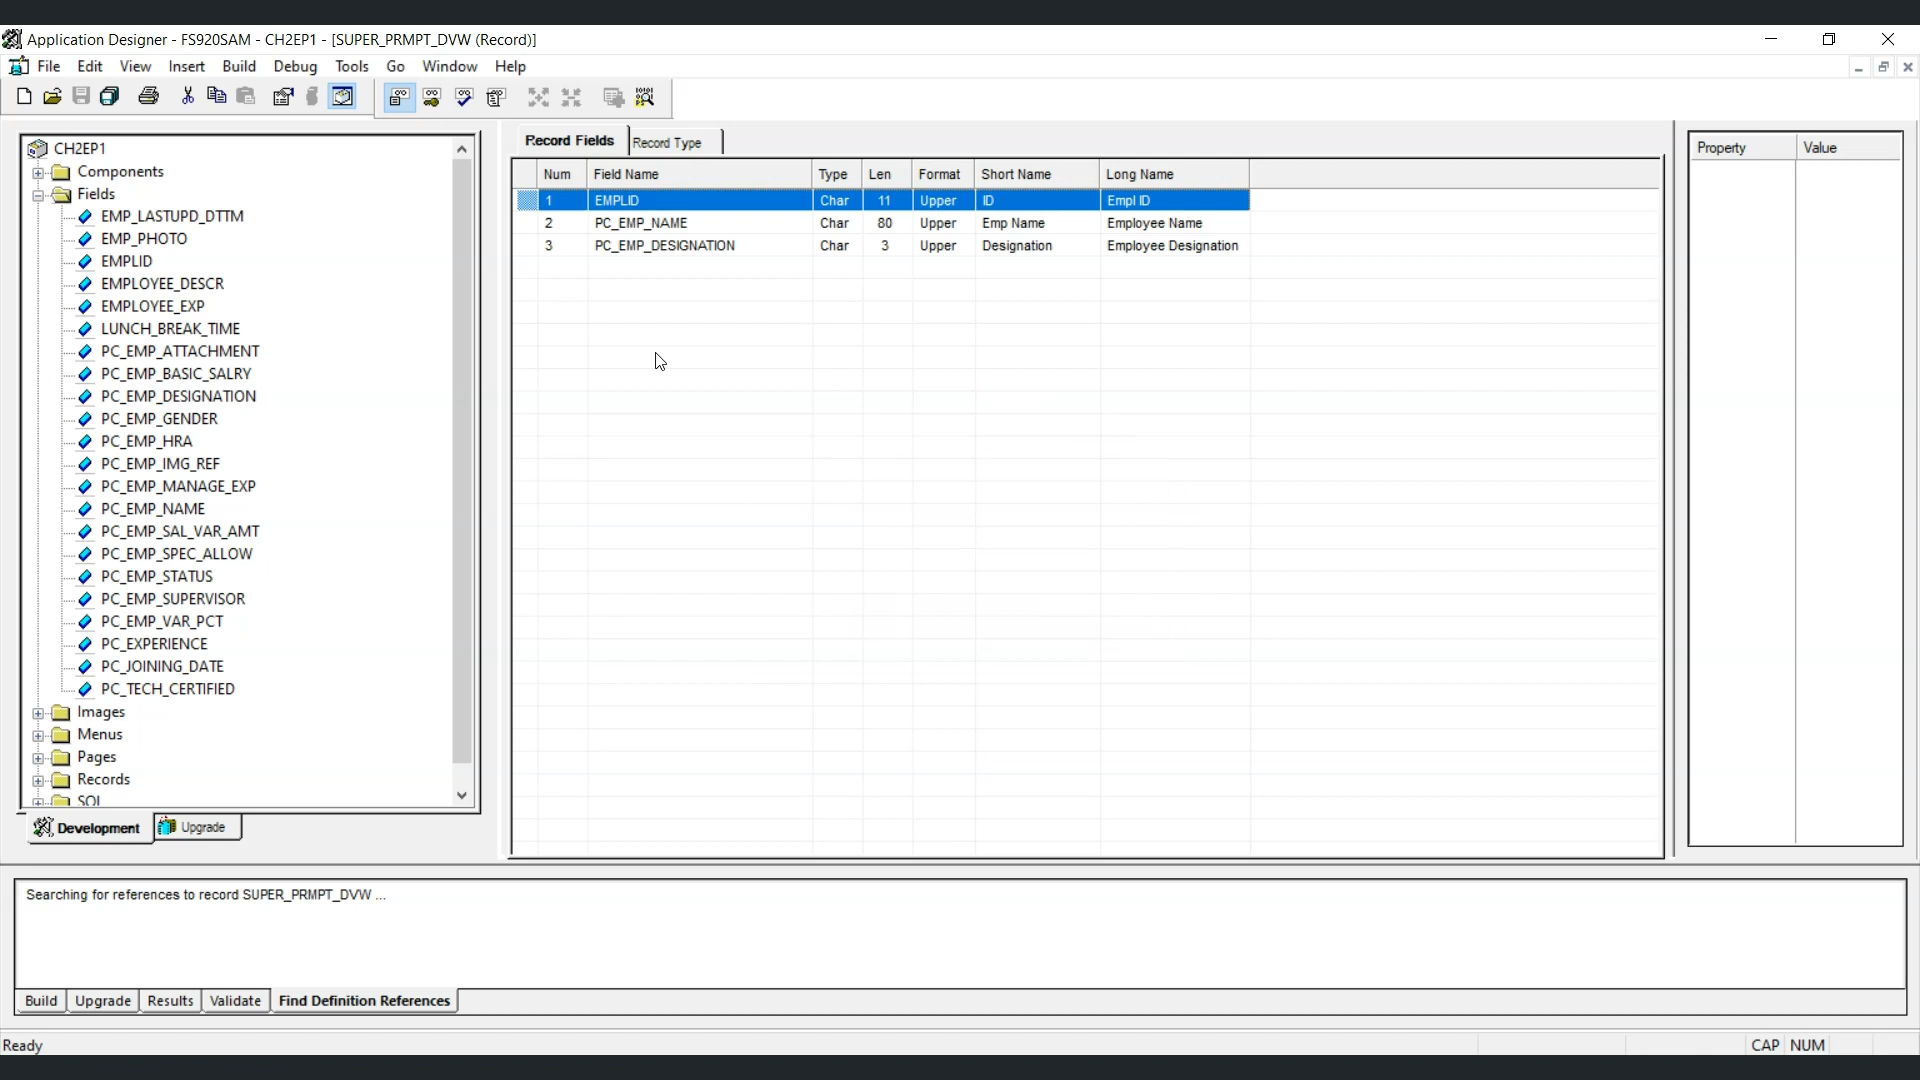 Application Designer - FS920SAM - CH2EP1 - [SUPER_PRMPT_DVW (Record)]
File Edit View Insert Build Debug Tools Go Window Help
CH2EP1
Components
Fields
EMP_LASTUPD_DTTM
EMP_PHOTO
EMPLID
EMPLOYEE_DESCR
EMPLOYEE_EXP
LUNCH_BREAK_TIME
PC_EMP_ATTACHMENT
PC_EMP_BASIC_SALRY
PC_EMP_DESIGNATION
PC_EMP_GENDER
PC_EMP_HRA
PC_EMP_IMG_REF
PC_EMP_MANAGE_EXP
PC_EMP_NAME
PC_EMP_SAL_VAR_AMT
PC_EMP_SPEC_ALLOW
PC_EMP_STATUS
PC_EMP_SUPERVISOR
PC_EMP_VAR_PCT
PC_EXPERIENCE
PC_JOINING_DATE
PC_TECH_CERTIFIED
Images
Menus
Pages
Records
SQL
Development Upgrade
Record Fields Record Type
Num Field Name Type Len Format Short Name Long Name
1 EMPLID Char 11 Upper ID Empl ID
2 PC_EMP_NAME Char 80 Upper Emp Name Employee Name
3 PC_EMP_DESIGNATION Char 3 Upper Designation Employee Designation
Property Value
Searching for references to record SUPER_PRMPT_DVW ...
Build Upgrade Results Validate Find Definition References
Ready CAP NUM